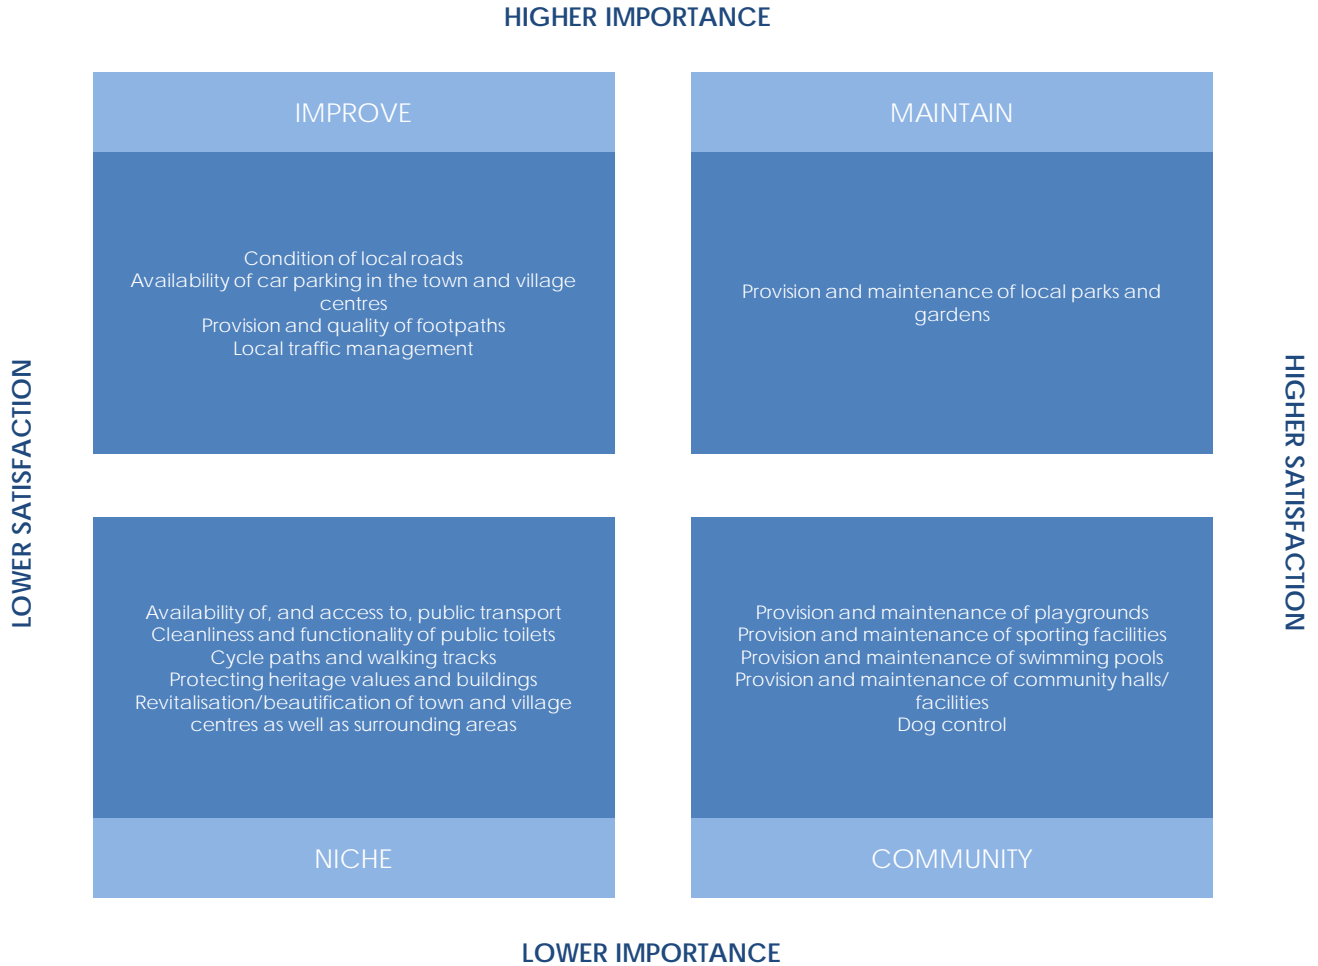 HIGHER IMPORTANCE
IMPROVE
MAINTAIN
Condition of local roads
Availability of car parking in the town and village
centres
Provision and quality of footpaths
Local traffic management
Provision and maintenance of local parks and
gardens
LOWER SATISFACTION
HIGHER SATISFACTION
Availability of, and access to, public transport
Cleanliness and functionality of public toilets
Cycle paths and walking tracks
Protecting heritage values and buildings
Revitalisation/beautification of town and village
centres as well as surrounding areas
Provision and maintenance of playgrounds
Provision and maintenance of sporting facilities
Provision and maintenance of swimming pools
Provision and maintenance of community halls/
facilities
Dog control
NICHE
COMMUNITY
LOWER IMPORTANCE